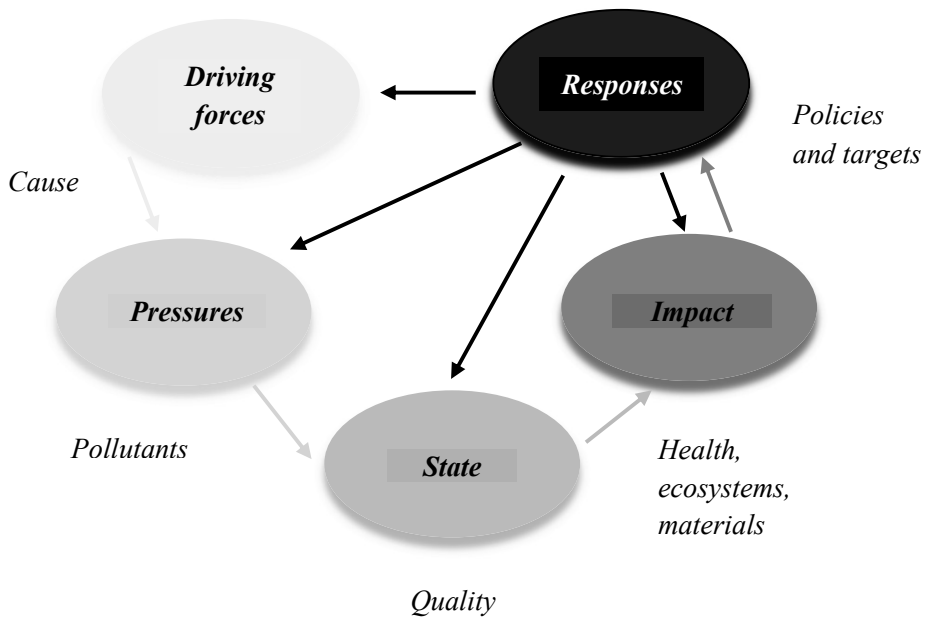 Driving
forces
Responses
Policies
and targets
Cause
Pressures
Impact
Pollutants
State
Health,
ecosystems,
materials
Quality